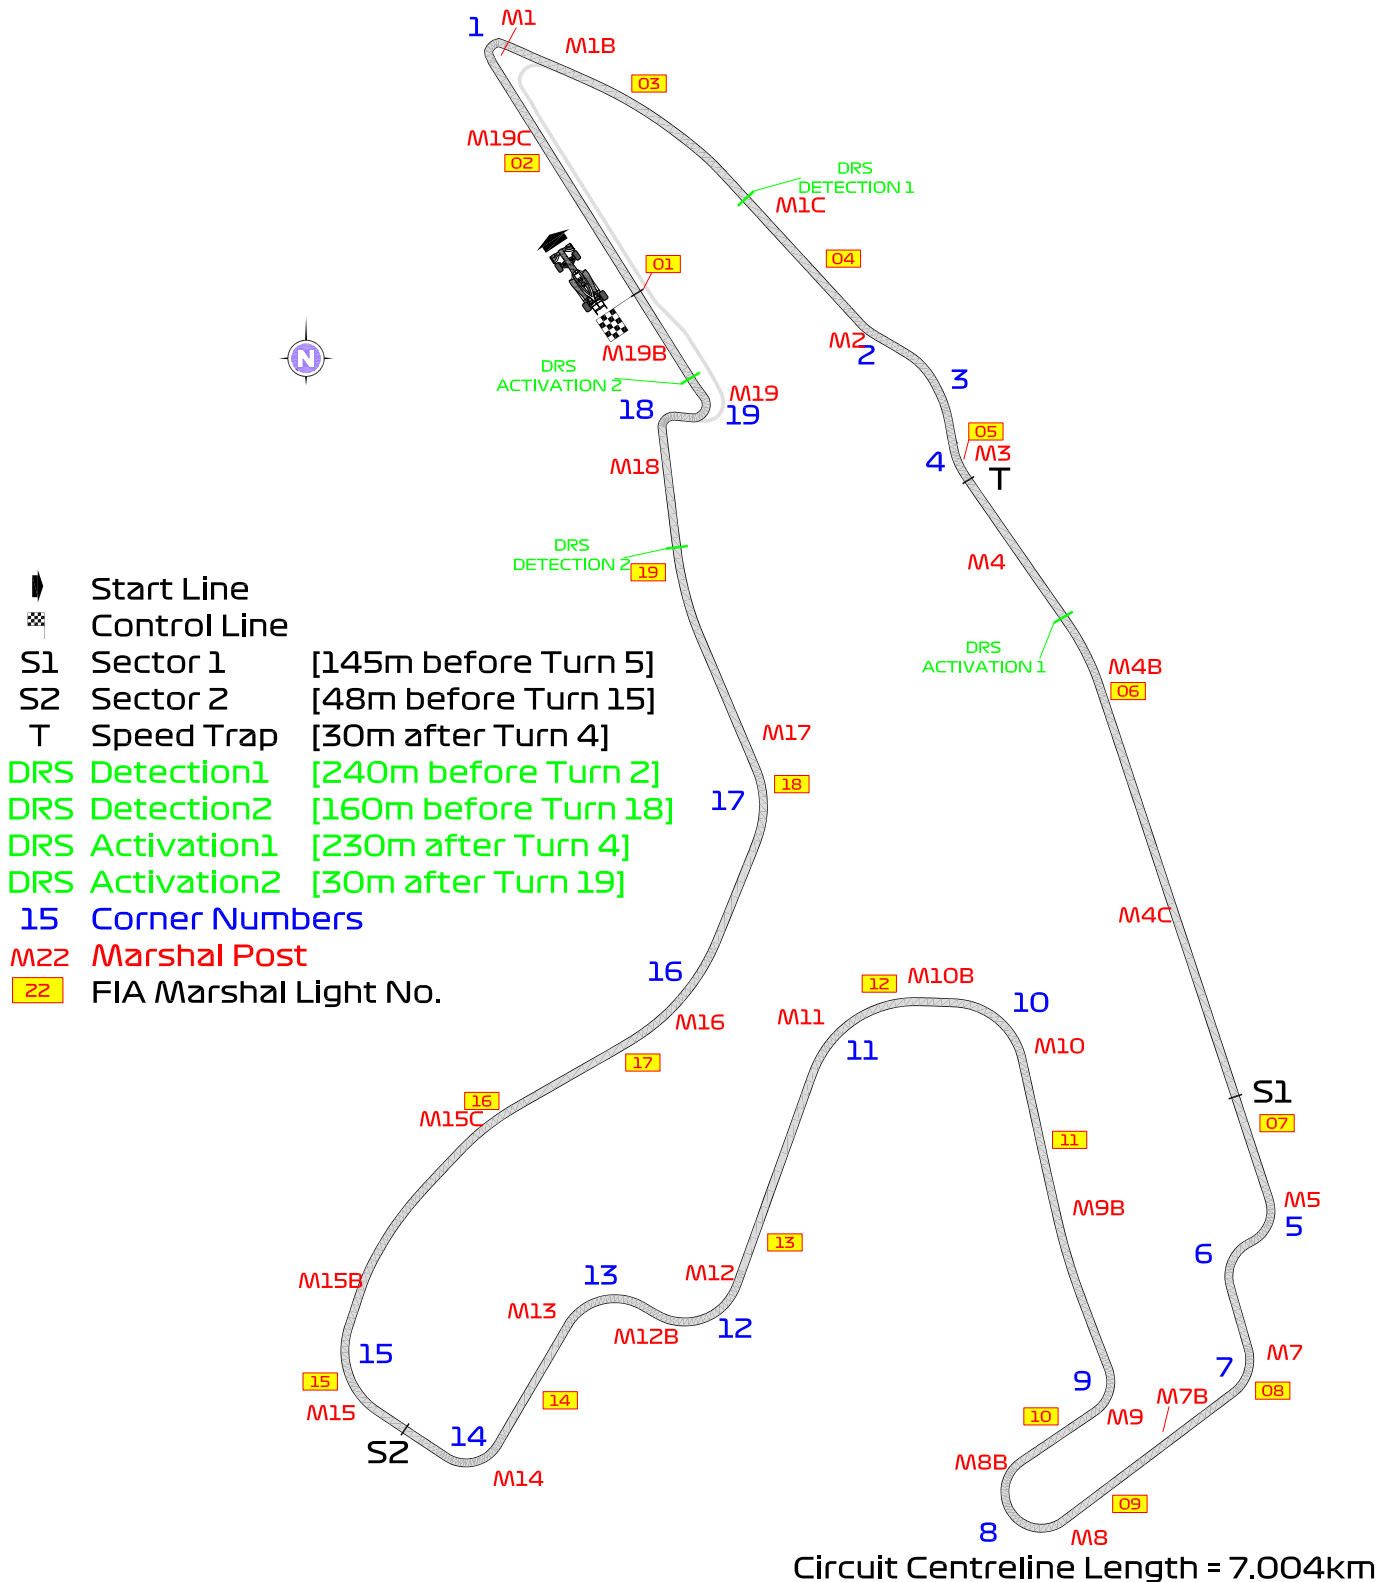 M1
1
M1B
03
M19C
02
DRS
DETECTION 1
M1C
04
01
M2
2
M19B
N
DRS
ACTIVATION 2
3
M19
18
19
05
M3
4
T
M18
DRS
DETECTION 2
19
M4
Start Line
Control Line
S1 Sector 1 [145m before Turn 5]
S2 Sector 2 [48m before Turn 15]
T Speed Trap [30m after Turn 4]
DRS Detection1 [240m before Turn 2]
DRS Detection2 [160m before Turn 18]
DRS Activation1 [230m after Turn 4]
DRS Activation2 [30m after Turn 19]
15 Corner Numbers
M22 Marshal Post
22 FIA Marshal Light No.
DRS
ACTIVATION 1
M4B
06
M17
18
17
M4C
16
M16
17
12
M10B
10
M11
11
M10
16
M15C
S1
07
11
M5
5
M9B
6
13
M12
M15B
13
M13
M12B
12
15
15
M15
7
M7
08
9
M7B
10
M9
14
S2
14
M14
M8B
09
8
M8
Circuit Centreline Length = 7.004km